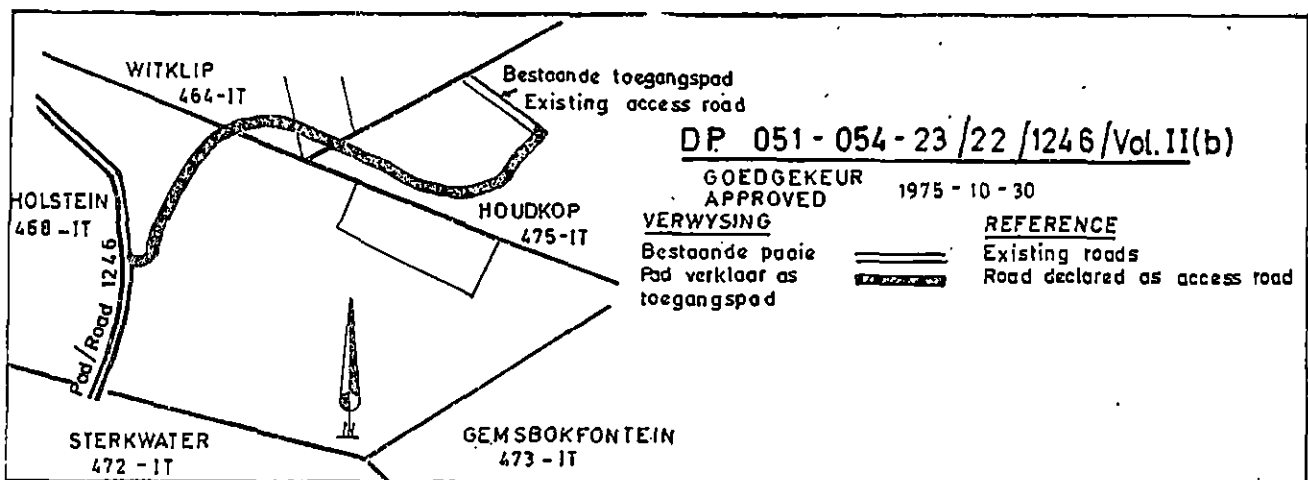 WITKLIP
464-IT
Bestaande toegangspad
Existing access road
DP. 051-054-23/22/1246/Vol.II(b)
GOEDGEKEUR
APPROVED
1975-10-30
HOLSTEIN
468-IT
HOUDKOP
475-IT
VERWYSING
REFERENCE
Bestaande paaie
Existing roads
Pad verklaar as
toegangspad
Road declared as access road
Pad/Road 1246
STERKWATER
472-IT
GEMSBOKFONTEIN
473-IT